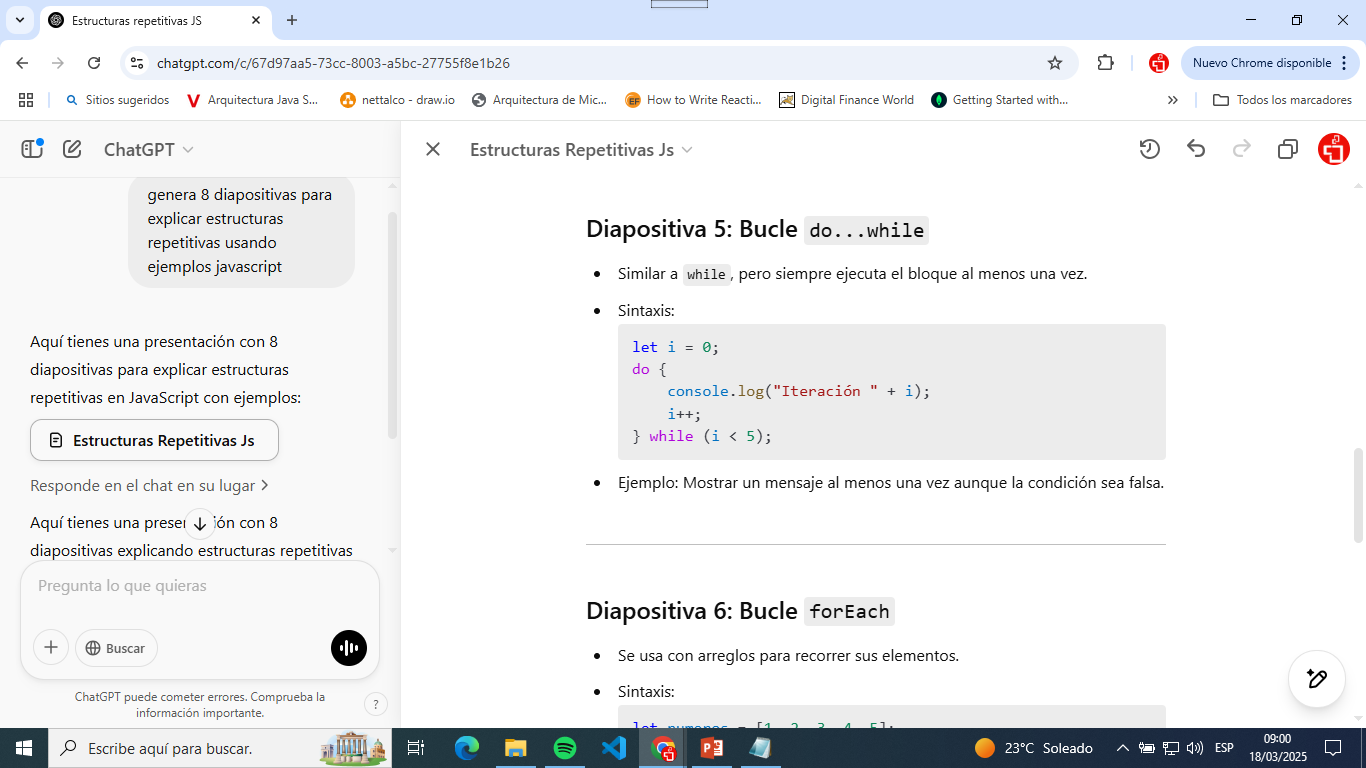 Estructuras repetitivas JS
chatgpt.com/c/67d97aa5-73cc-8003-a5bc-27755f8e1b26
Nuevo Chrome disponible
Sitios sugeridos
Arquitectura Java S...
nettalco - draw.io
Arquitectura de Mic...
How to Write Reacti...
Digital Finance World
Getting Started with...
Todos los marcadores
ChatGPT
genera 8 diapositivas para
explicar estructuras
repetitivas usando
ejemplos javascript
Aquí tienes una presentación con 8
diapositivas para explicar estructuras
repetitivas en JavaScript con ejemplos:
Estructuras Repetitivas Js
Responde en el chat en su lugar
Aquí tienes una presen ión con 8
diapositivas explicando estructuras repetitivas
Pregunta lo que quieras
Buscar
ChatGPT puede cometer errores. Comprueba la
información importante.
?
Estructuras Repetitivas Js
Diapositiva 5: Bucle do...while
• Similar a while, pero siempre ejecuta el bloque al menos una vez.
• Sintaxis:
let i = 0;
do {
console.log("Iteración " + i);
i++;
} while (i < 5);
• Ejemplo: Mostrar un mensaje al menos una vez aunque la condición sea falsa.
Diapositiva 6: Bucle forEach
• Se usa con arreglos para recorrer sus elementos.
• Sintaxis:
let numeros = [1, 2, 3, 4, 5];
Escribe aquí para buscar.
23°C Soleado
ESP
09:00
18/03/2025